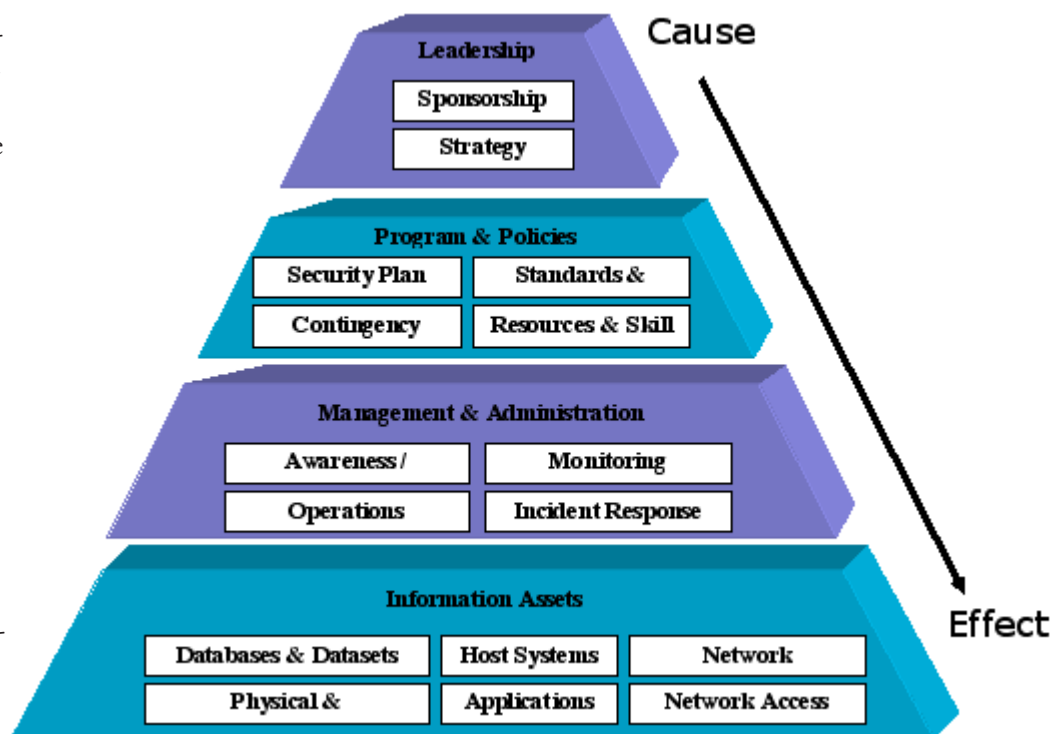 Cause
Leadership
Sponsorship
Strategy
Program & Policies
Security Plan
Standards &
Contingency
Resources & Skill
Management & Administration
Awareness /
Monitoring
Operations
Incident Response
Information Assets
Databases & Datasets
Host Systems
Network
Physical &
Applications
Network Access
Effect